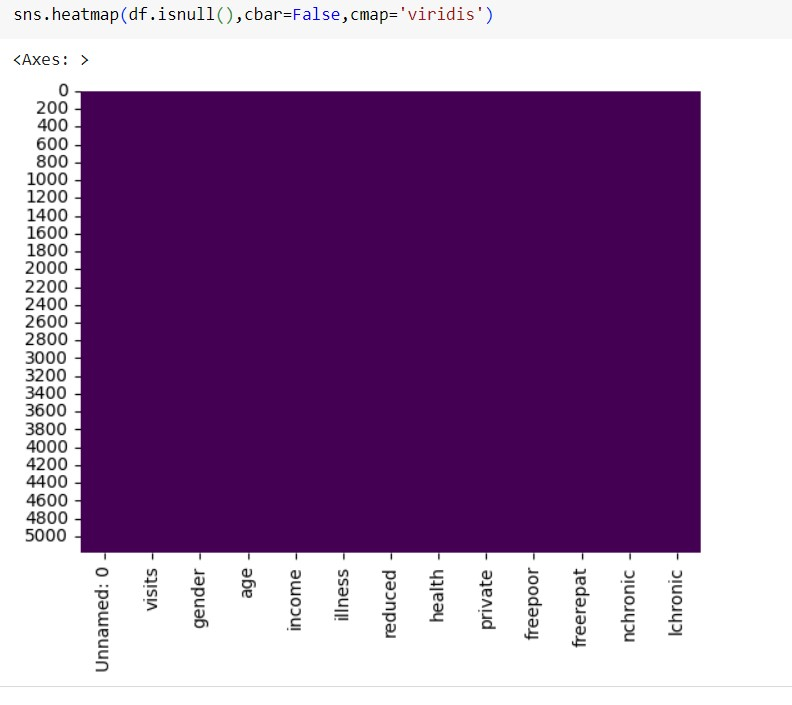 sns.heatmap(df.isnull(),cbar=False,cmap='viridis')
<Axes: >
0
200
400
600
800
1000
1200
1400
1600
1800
2000
2200
2400
2600
2800
3000
3200
3400
3600
3800
4000
4200
4400
4600
4800
5000
Unnamed: 0
visits
gender
age
income
illness
reduced
health
private
freepoor
freerepat
nchronic
lchronic